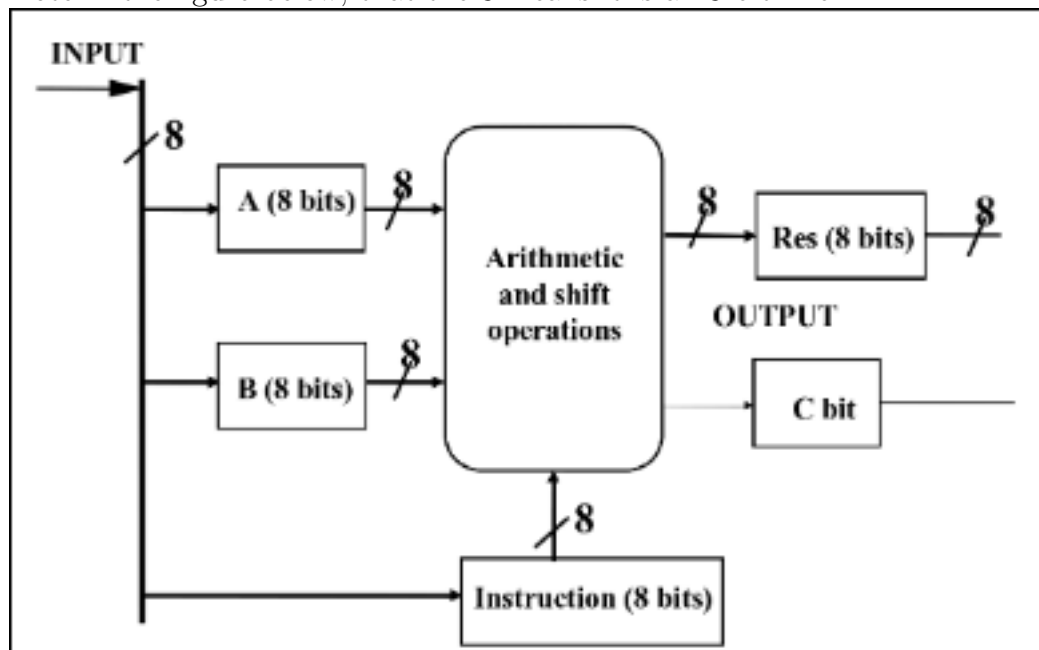 INPUT
8
A (8 bits)
8
8
Res (8 bits)
8
Arithmetic
and shift
operations
OUTPUT
B (8 bits)
8
C bit
8
Instruction (8 bits)